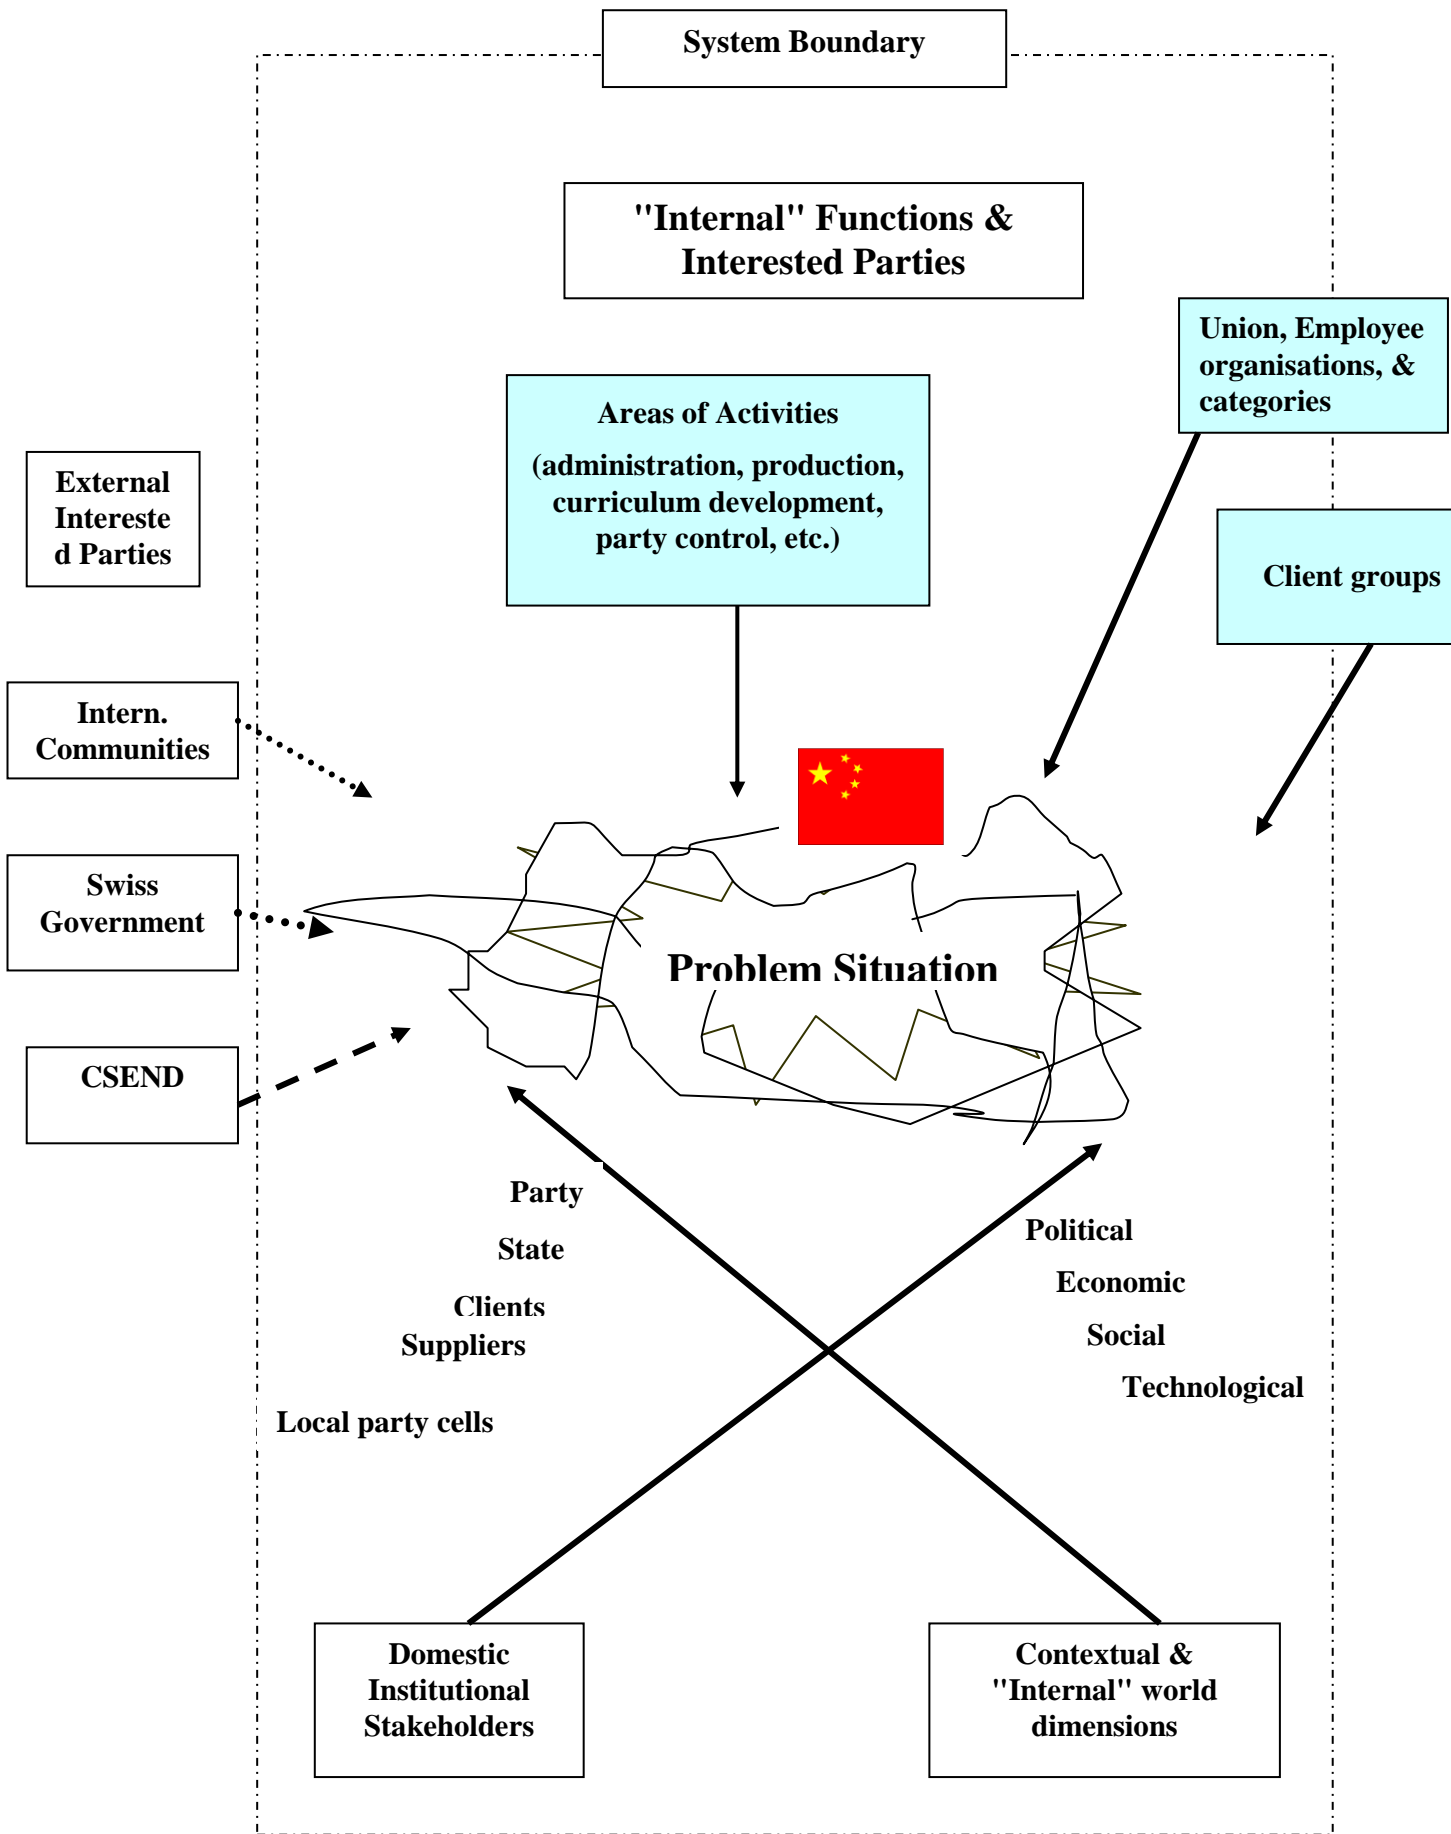 System Boundary
"Internal" Functions &
Interested Parties
Union, Employee
organisations, &
categories
Areas of Activities
(administration, production,
curriculum development,
party control, etc.)
External
Intereste
d Parties
Client groups
Intern.
Communities
Swiss
Government
Problem Situation
CSEND
Party
State
Clients
Suppliers
Local party cells
Political
Economic
Social
Technological
Domestic
Institutional
Stakeholders
Contextual &
"Internal" world
dimensions